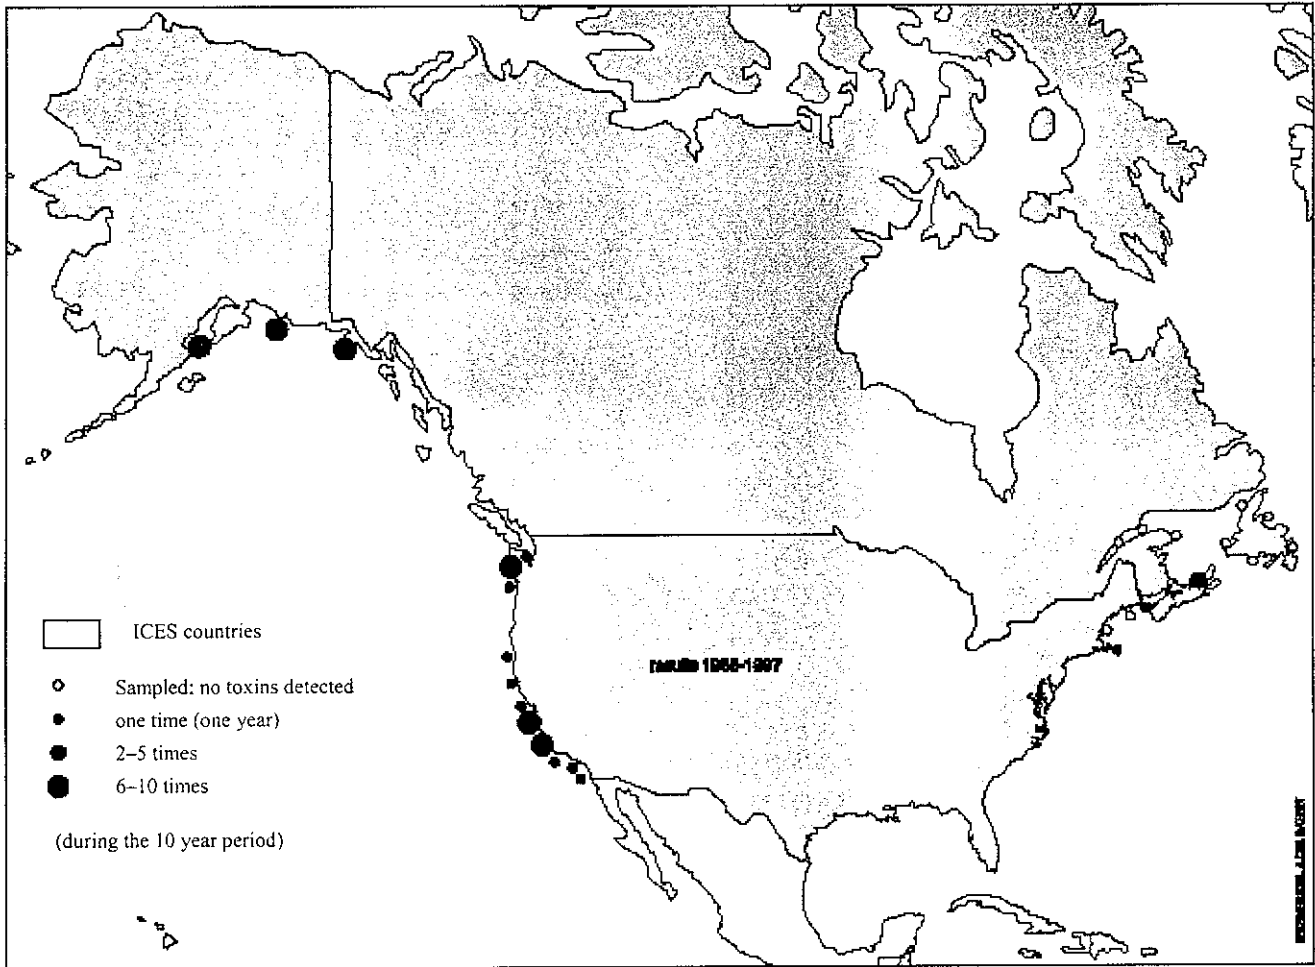 ICES countries
Sampled: no toxins detected
one time (one year)
2–5 times
6–10 times
(during the 10 year period)
results